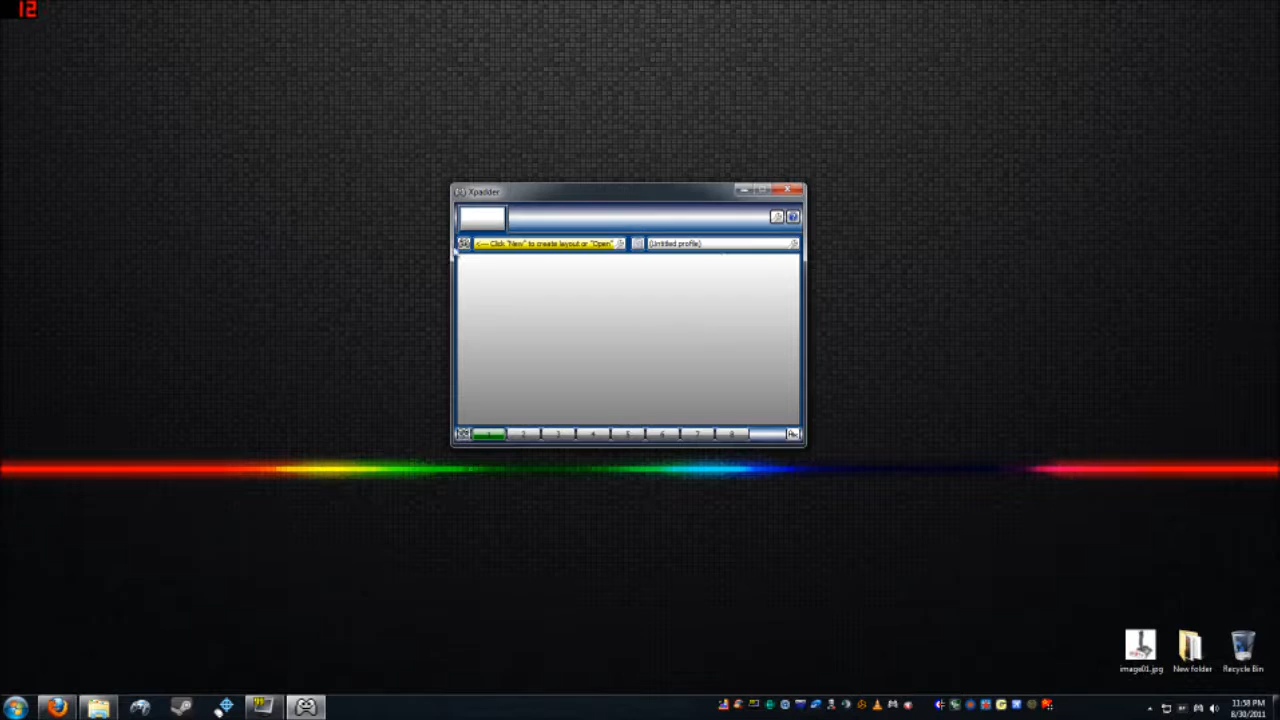 12
Xpadder
<--- Click "New" to create layout or "Open"
(Untitled profile)
1 2 3 4 5 6 7 8
image01.jpg
New folder
Recycle Bin
11:58 PM
8/30/2011